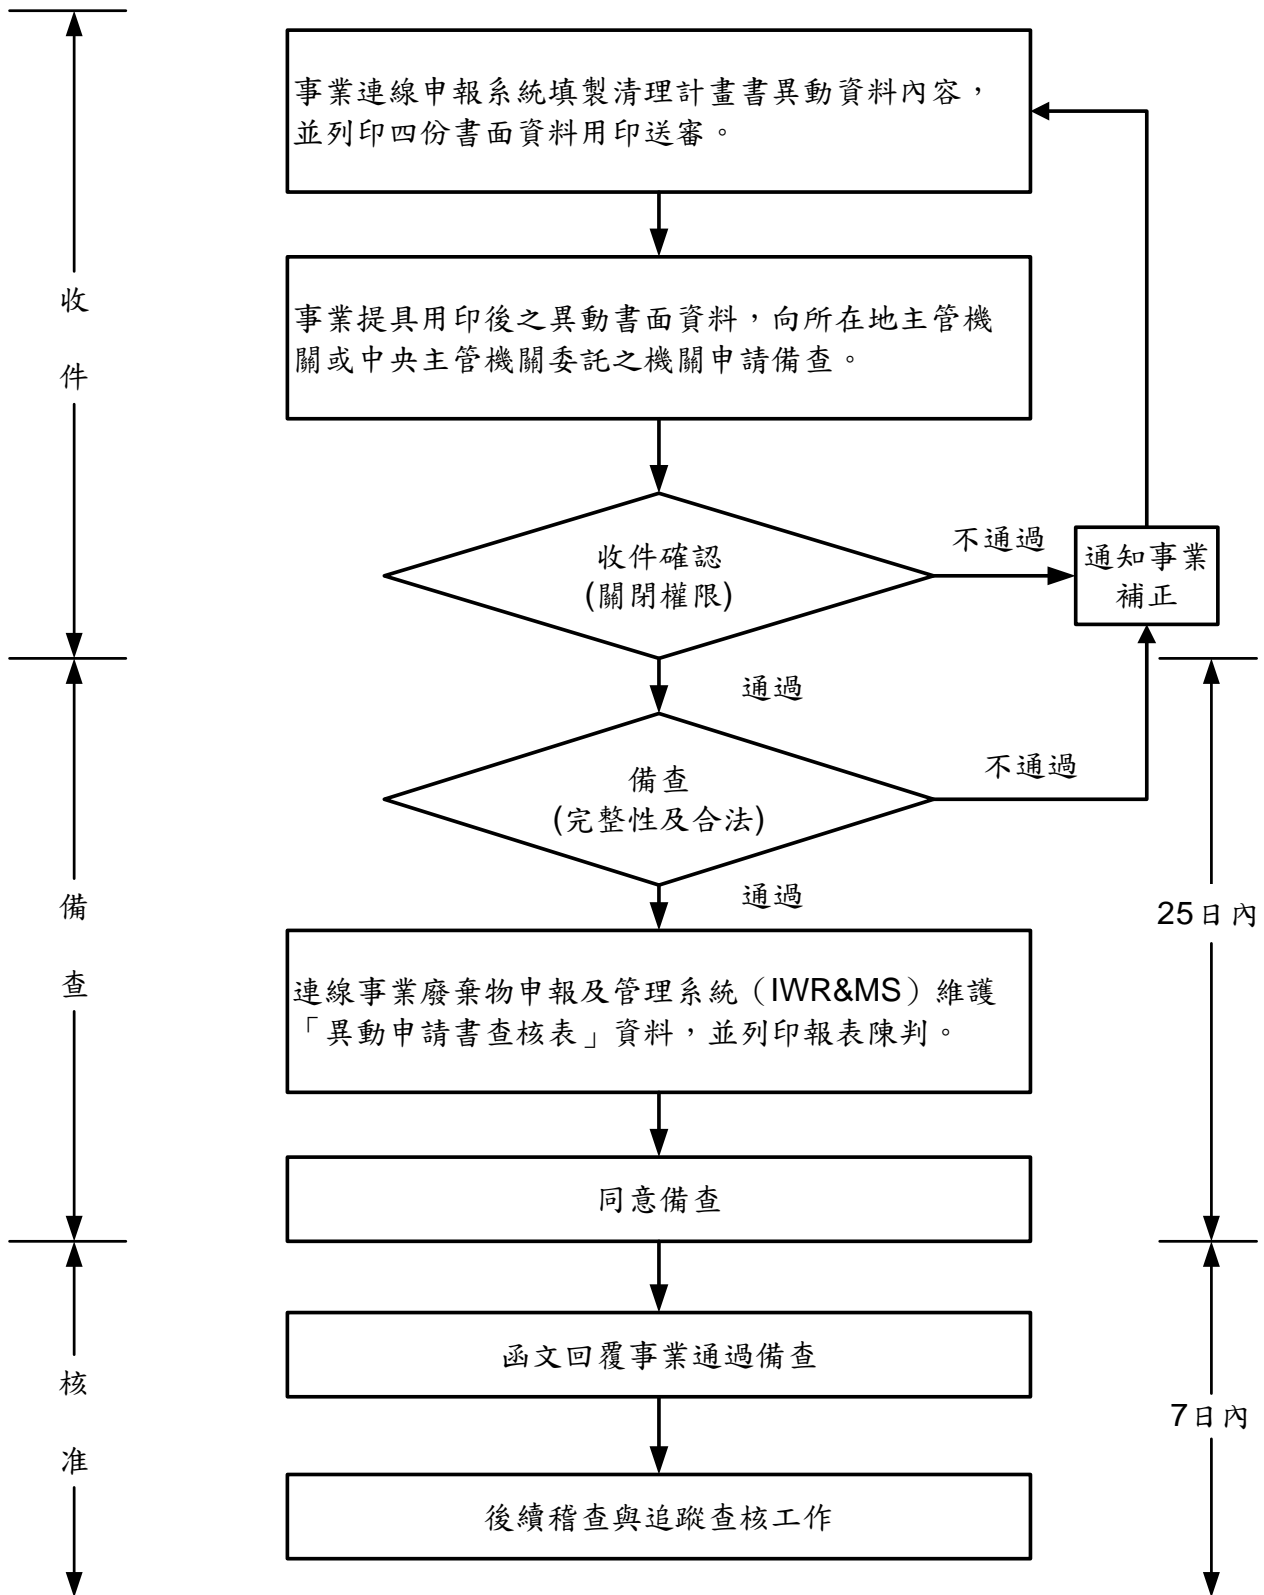 事業連線申報系統填製清理計畫書異動資料內容，
並列印四份書面資料用印送審。
收
件
事業提具用印後之異動書面資料，向所在地主管機
關或中央主管機關委託之機關申請備查。
收件確認
(關閉權限)
不通過
通知事業
補正
通過
備查
(完整性及合法)
不通過
通過
備
查
25日內
連線事業廢棄物申報及管理系統（IWR&MS）維護
「異動申請書查核表」資料，並列印報表陳判。
同意備查
核
准
函文回覆事業通過備查
7日內
後續稽查與追蹤查核工作